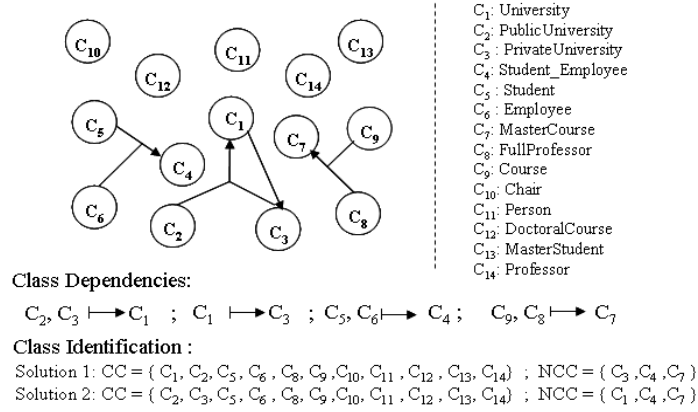 C10
C12
C11
C14
C13
C5
C4
C6
C1
C2
C3
C7
C9
C8
C1: University
C2: PublicUniversity
C3 : PrivateUniversity
C4: Student_Employee
C5 : Student
C6 : Employee
C7: MasterCourse
C8: FullProfessor
C9: Course
C10: Chair
C11: Person
C12: DoctoralCourse
C13: MasterStudent
C14: Professor
Class Dependencies:
C2, C3 ↦ C1 ; C1 ↦ C3 ; C5, C6 ↦ C4 ; C9, C8 ↦ C7
Class Identification :
Solution 1: CC = { C1, C2, C5, C6 , C8, C9 ,C10, C11 , C12 , C13, C14} ; NCC = { C3 ,C4 ,C7 }
Solution 2: CC = { C2, C3, C5, C6 , C8, C9 ,C10, C11 , C12 , C13, C14} ; NCC = { C1 ,C4 ,C7 }